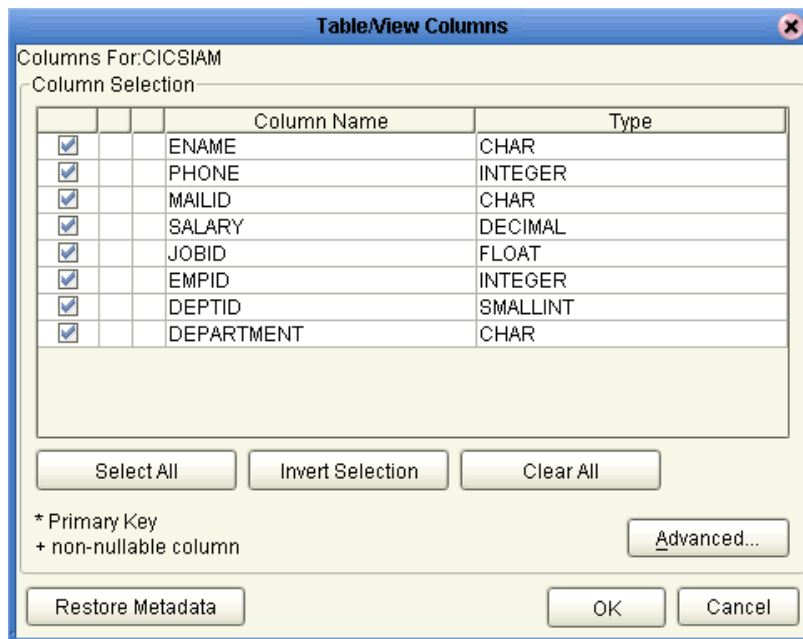 Table/View Columns
Columns For:CICSIAM
Column Selection
Column Name Type
ENAME CHAR
PHONE INTEGER
MAILID CHAR
SALARY DECIMAL
JOBID FLOAT
EMPID INTEGER
DEPTID SMALLINT
DEPARTMENT CHAR
Select All Invert Selection Clear All
* Primary Key
+ non-nullable column
Advanced...
Restore Metadata OK Cancel